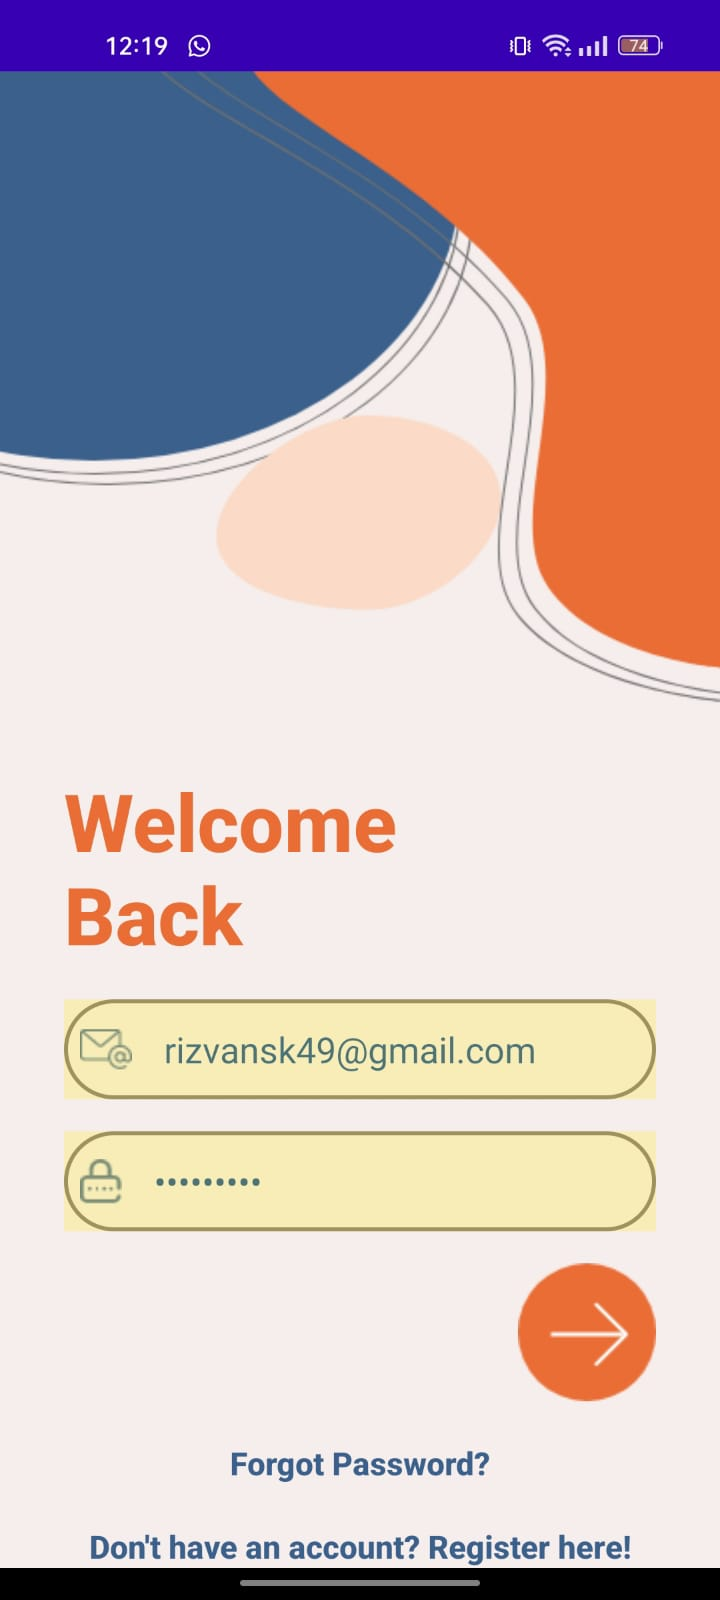 12:19
74
Welcome
Back
rizvansk49@gmail.com
•••••••••
Forgot Password?
Don't have an account? Register here!